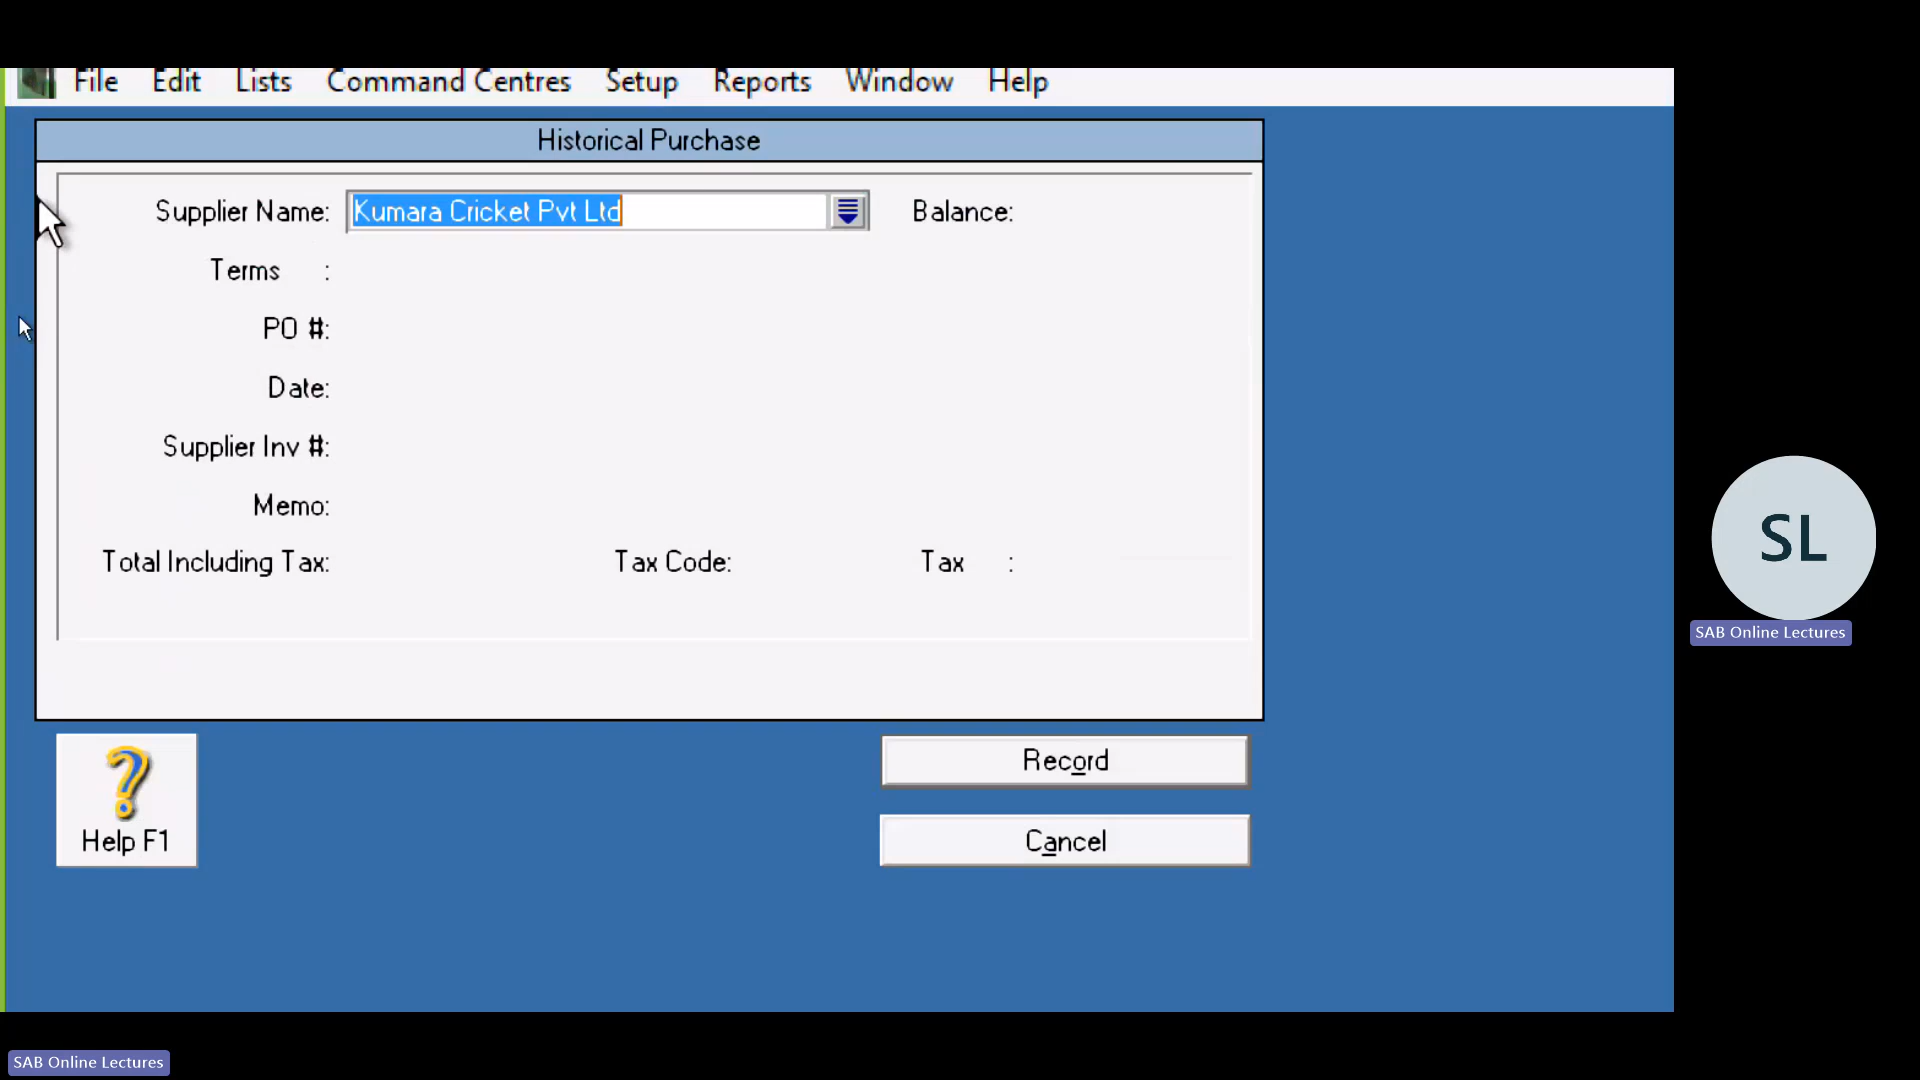 File Edit Lists Command Centres Setup Reports Window Help
Historical Purchase
Supplier Name: Kumara Cricket Pvt Ltd Balance:
Terms :
PO #:
Date:
Supplier Inv #:
Memo:
Total Including Tax: Tax Code: Tax :
Record
Help F1
Cancel
SL
SAB Online Lectures
SAB Online Lectures